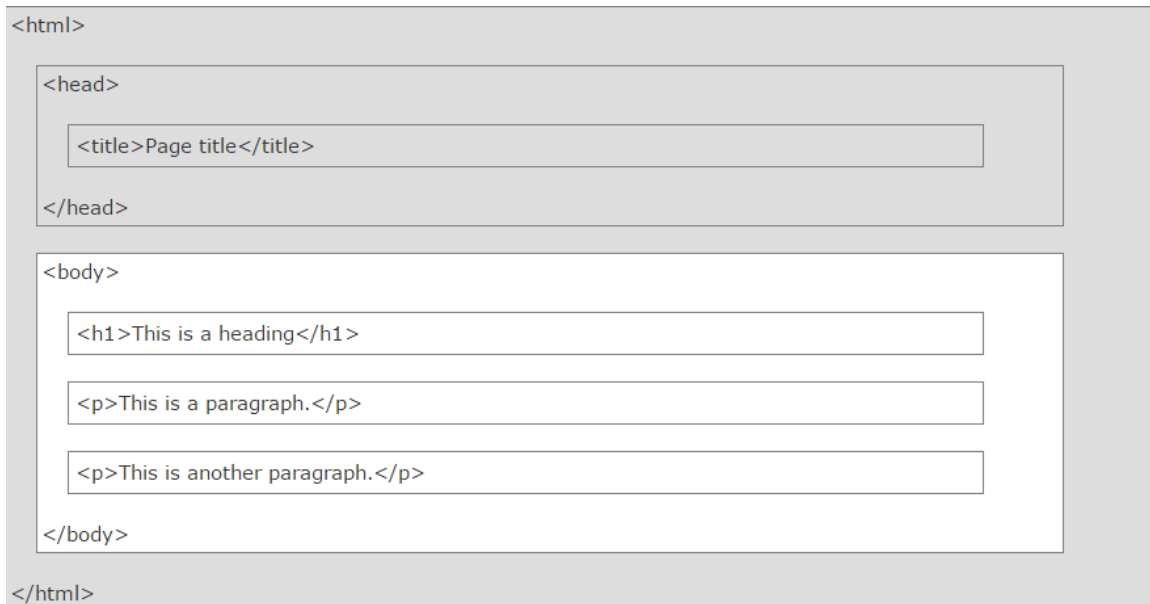 <html>
<head>
<title>Page title</title>
</head>
<body>
<h1>This is a heading</h1>
<p>This is a paragraph.</p>
<p>This is another paragraph.</p>
</body>
</html>